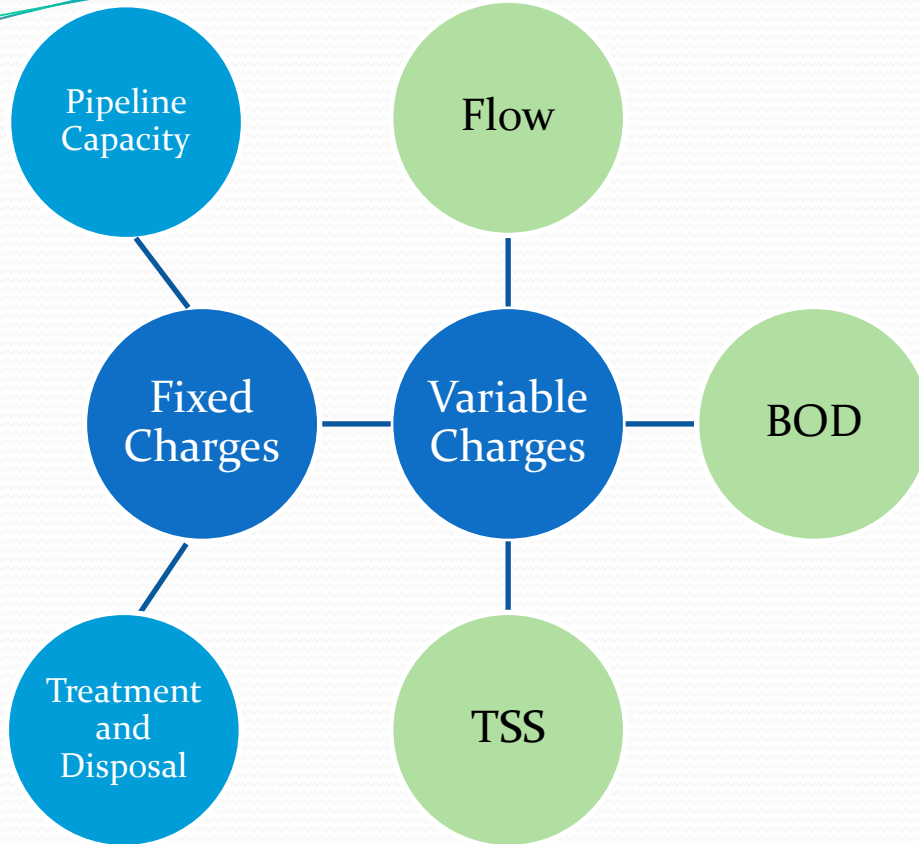 Pipeline
Capacity
Flow
Fixed
Charges
Variable
Charges
BOD
Treatment
and
Disposal
TSS